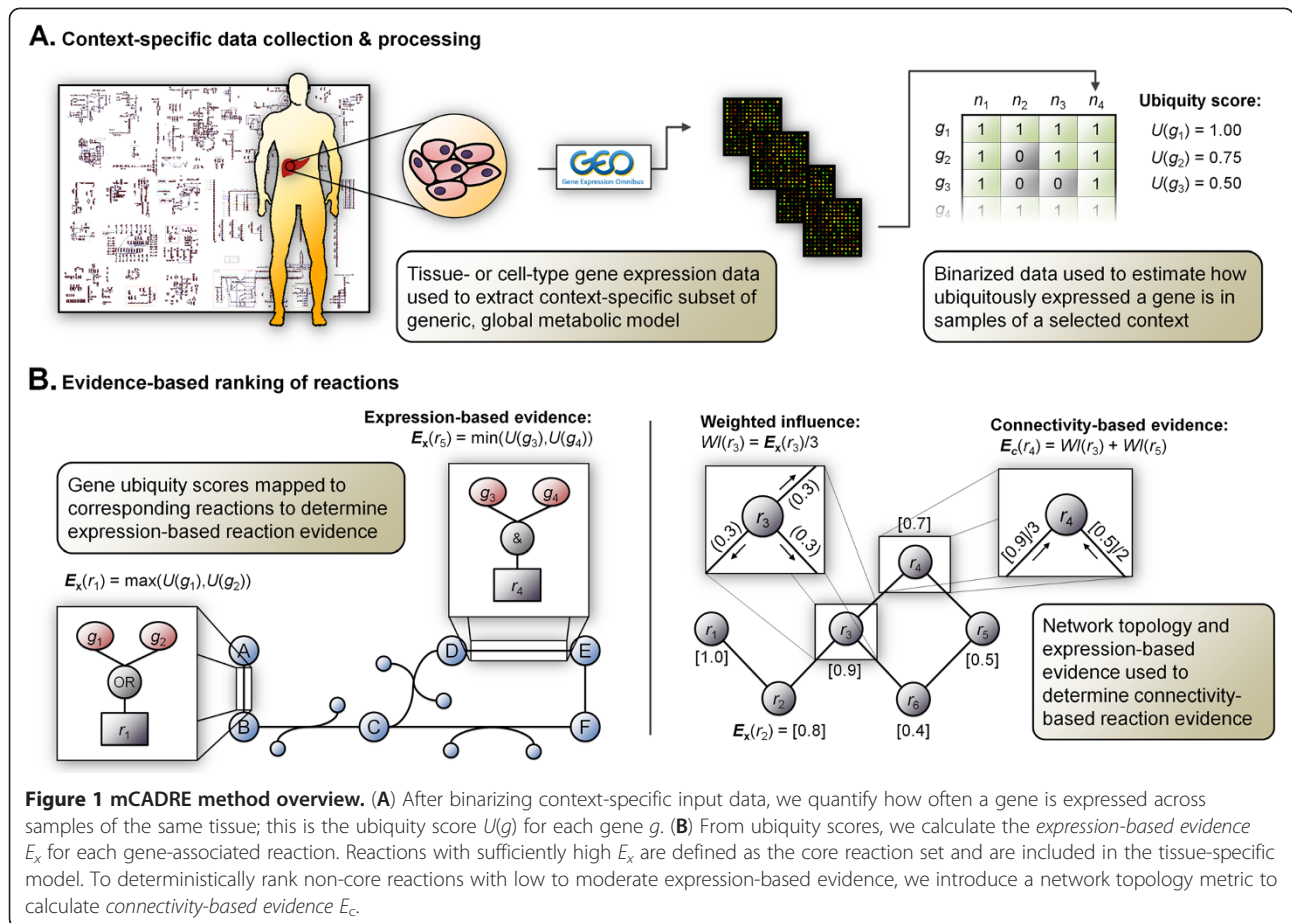 A. Context-specific data collection & processing
GEO
Gene Expression Omnibus
n1 n2 n3 n4
g1 1 1 1 1
g2 1 0 1 1
g3 1 0 0 1
g4 1 1 1 1
Ubiquity score:
U(g1) = 1.00
U(g2) = 0.75
U(g3) = 0.50
Tissue- or cell-type gene expression data
used to extract context-specific subset of
generic, global metabolic model
Binarized data used to estimate how
ubiquitously expressed a gene is in
samples of a selected context
B. Evidence-based ranking of reactions
Expression-based evidence:
Ex(r5) = min(U(g3),U(g4))
Gene ubiquity scores mapped to
corresponding reactions to determine
expression-based reaction evidence
Ex(r1) = max(U(g1),U(g2))
g1 g2
OR
r1
g3 g4
&
r4
A
B
C
D
E
F
Weighted influence:
WI(r3) = Ex(r3)/3
Connectivity-based evidence:
Ec(r4) = WI(r3) + WI(r5)
r3
(0.3)
(0.3)
(0.3)
r4
[0.9]/3
[0.5]/2
[0.7]
r4
r1
[1.0]
r3
[0.9]
r5
[0.5]
r2
Ex(r2) = [0.8]
r6
[0.4]
Network topology and
expression-based
evidence used to
determine connectivity-
based reaction evidence
Figure 1 mCADRE method overview. (A) After binarizing context-specific input data, we quantify how often a gene is expressed across
samples of the same tissue; this is the ubiquity score U(g) for each gene g. (B) From ubiquity scores, we calculate the expression-based evidence
Ex for each gene-associated reaction. Reactions with sufficiently high Ex are defined as the core reaction set and are included in the tissue-specific
model. To deterministically rank non-core reactions with low to moderate expression-based evidence, we introduce a network topology metric to
calculate connectivity-based evidence Ec.